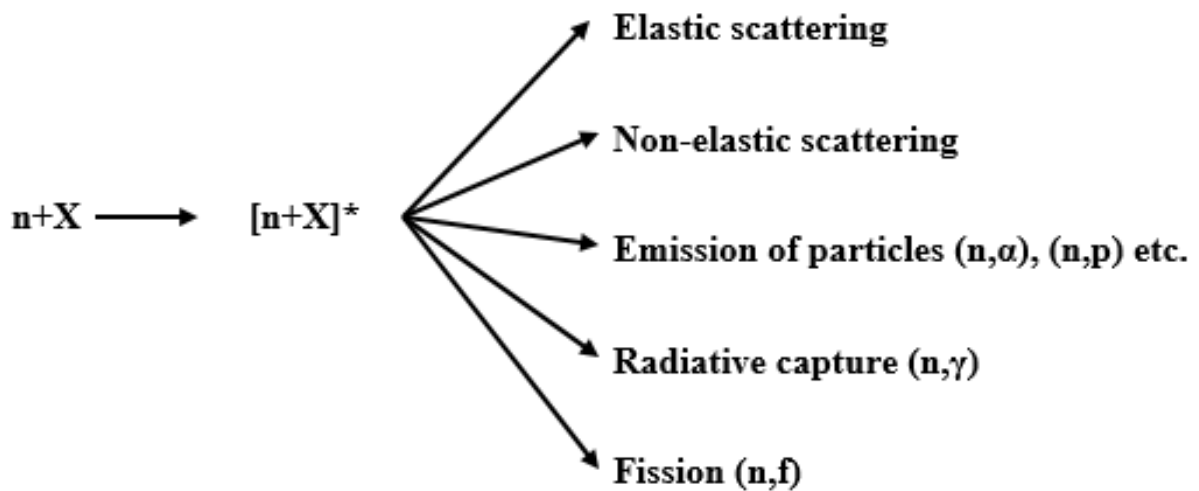 Elastic scattering
Non-elastic scattering
n+X
[n+X]*
Emission of particles (n,α), (n,p) etc.
Radiative capture (n,γ)
Fission (n,f)